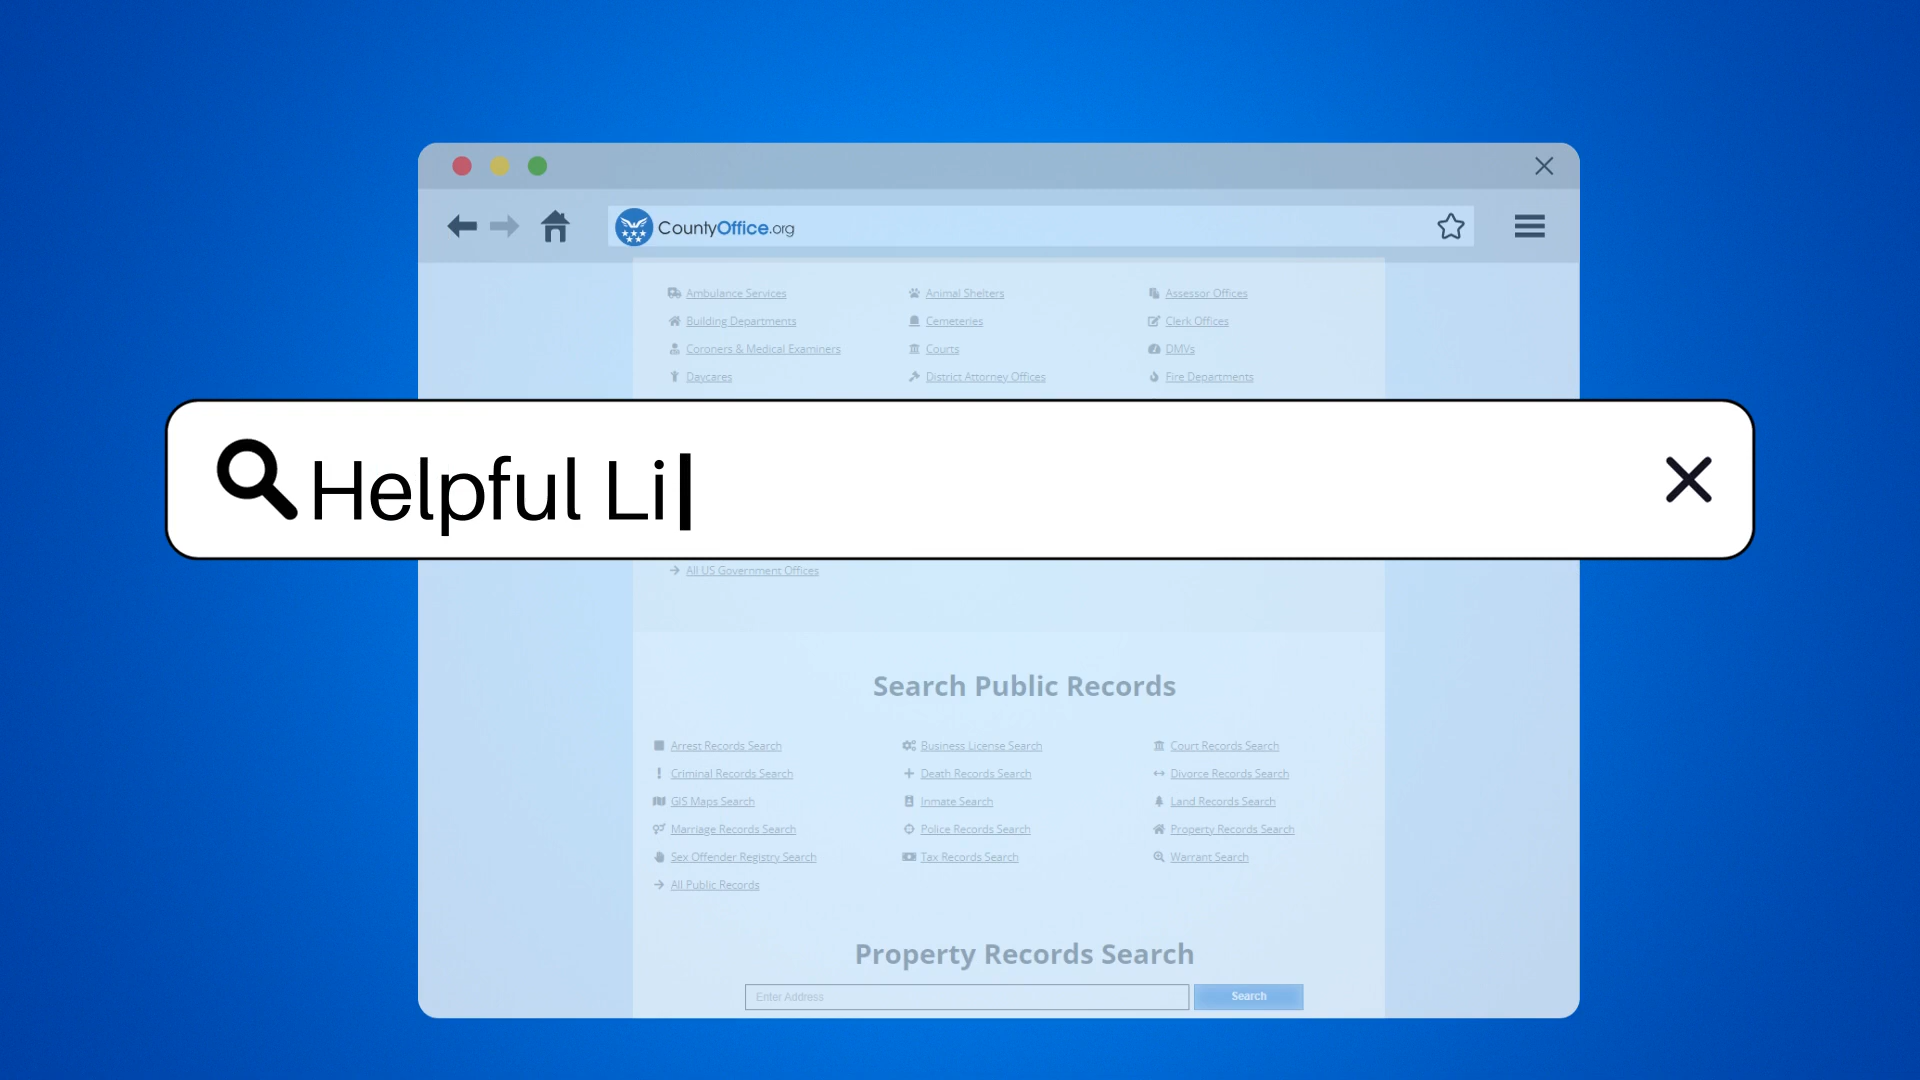 CountyOffice.org
Ambulance Services Animal Shelters Assessor Offices
Building Departments Cemeteries Clerk Offices
Coroners & Medical Examiners Courts DMVs
Daycares District Attorney Offices Fire Departments
Helpful Li
All US Government Offices
Search Public Records
Arrest Records Search Business License Search Court Records Search
Criminal Records Search Death Records Search Divorce Records Search
GIS Maps Search Inmate Search Land Records Search
Marriage Records Search Police Records Search Property Records Search
Sex Offender Registry Search Tax Records Search Warrant Search
All Public Records
Property Records Search
Enter Address Search